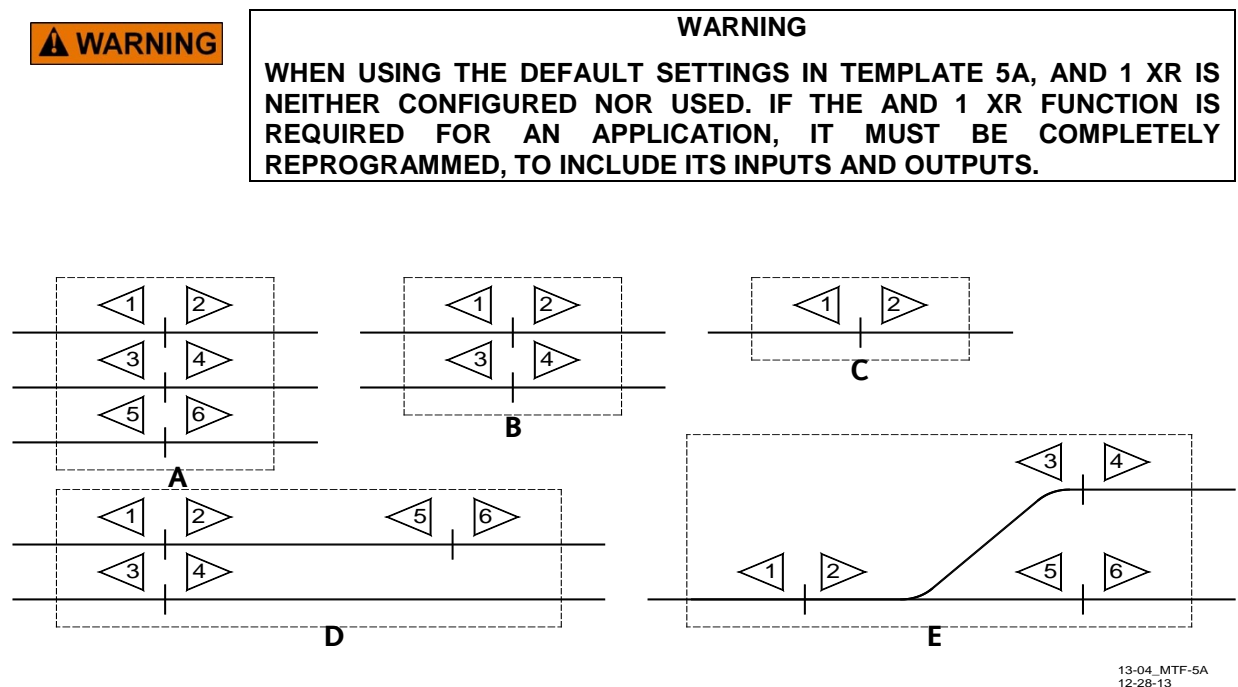 WARNING
WARNING
WHEN USING THE DEFAULT SETTINGS IN TEMPLATE 5A, AND 1 XR IS
NEITHER CONFIGURED NOR USED. IF THE AND 1 XR FUNCTION IS
REQUIRED FOR AN APPLICATION, IT MUST BE COMPLETELY
REPROGRAMMED, TO INCLUDE ITS INPUTS AND OUTPUTS.
1 2
3 4
5 6
A
1 2
3 4
B
1 2
C
1 2 5 6
3 4
D
3 4
1 2 5 6
E
13-04_MTF-5A
12-28-13